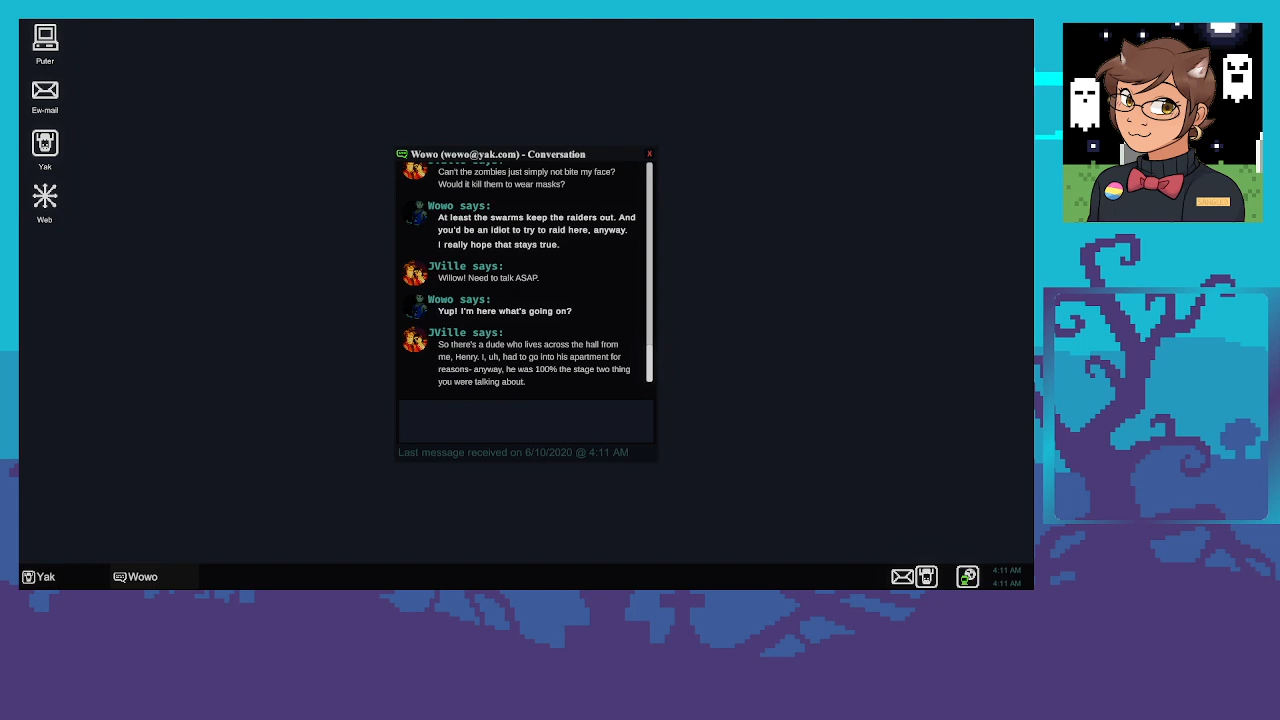 Puter
Ew-mail
Yak
Web
Wowo (wowo@yak.com) - Conversation
X
Can't the zombies just simply not bite my face?
Would it kill them to wear masks?
Wowo says:
At least the swarms keep the raiders out. And
you'd be an idiot to try to raid here, anyway.
I really hope that stays true.
JVille says:
Willow! Need to talk ASAP.
Wowo says:
Yup! I'm here what's going on?
JVille says:
So there's a dude who lives across the hall from
me, Henry. I, uh, had to go into his apartment for
reasons- anyway, he was 100% the stage two thing
you were talking about.
Last message received on 6/10/2020 @ 4:11 AM
Yak
Wowo
4:11 AM
4:11 AM